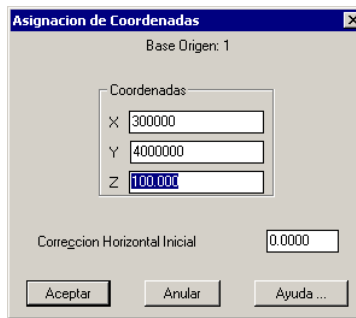 Asignacion de Coordenadas
Base Origen: 1
Coordenadas
X 300000
Y 4000000
Z 100.000
Correccion Horizontal Inicial 0.0000
Aceptar Anular Ayuda ...